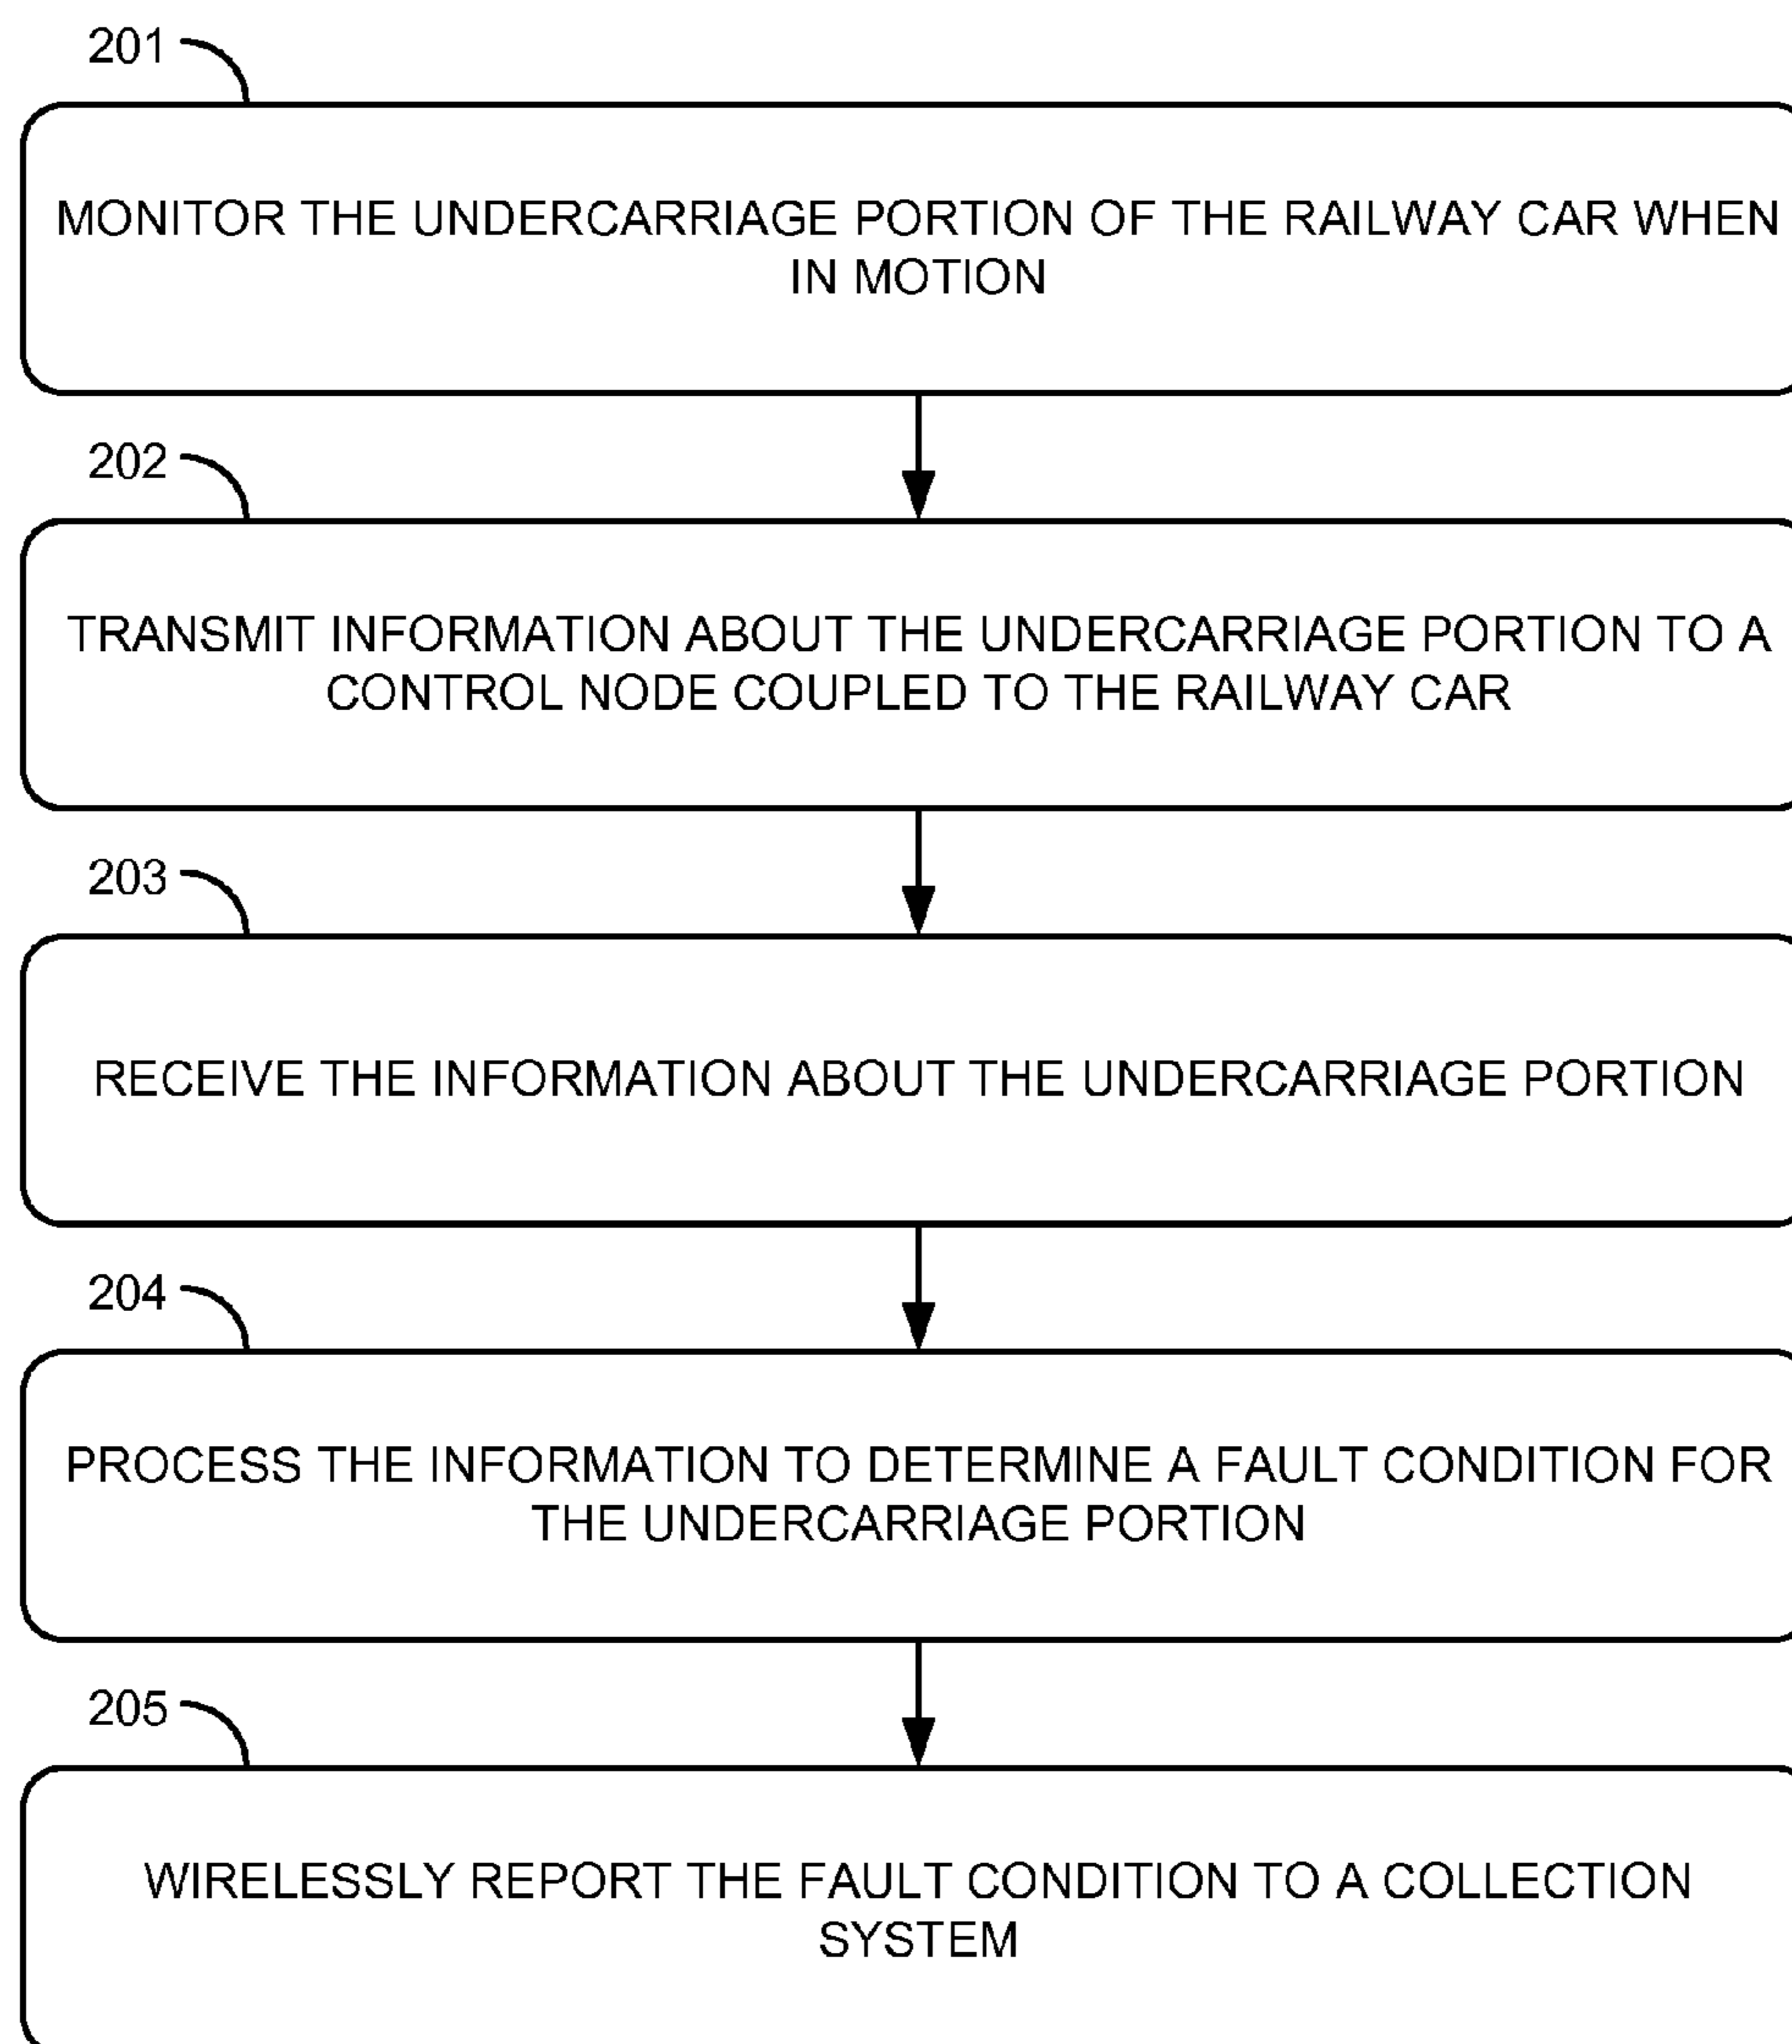 201
MONITOR THE UNDERCARRIAGE PORTION OF THE RAILWAY CAR WHEN
IN MOTION
202
TRANSMIT INFORMATION ABOUT THE UNDERCARRIAGE PORTION TO A
CONTROL NODE COUPLED TO THE RAILWAY CAR
203
RECEIVE THE INFORMATION ABOUT THE UNDERCARRIAGE PORTION
204
PROCESS THE INFORMATION TO DETERMINE A FAULT CONDITION FOR
THE UNDERCARRIAGE PORTION
205
WIRELESSLY REPORT THE FAULT CONDITION TO A COLLECTION
SYSTEM